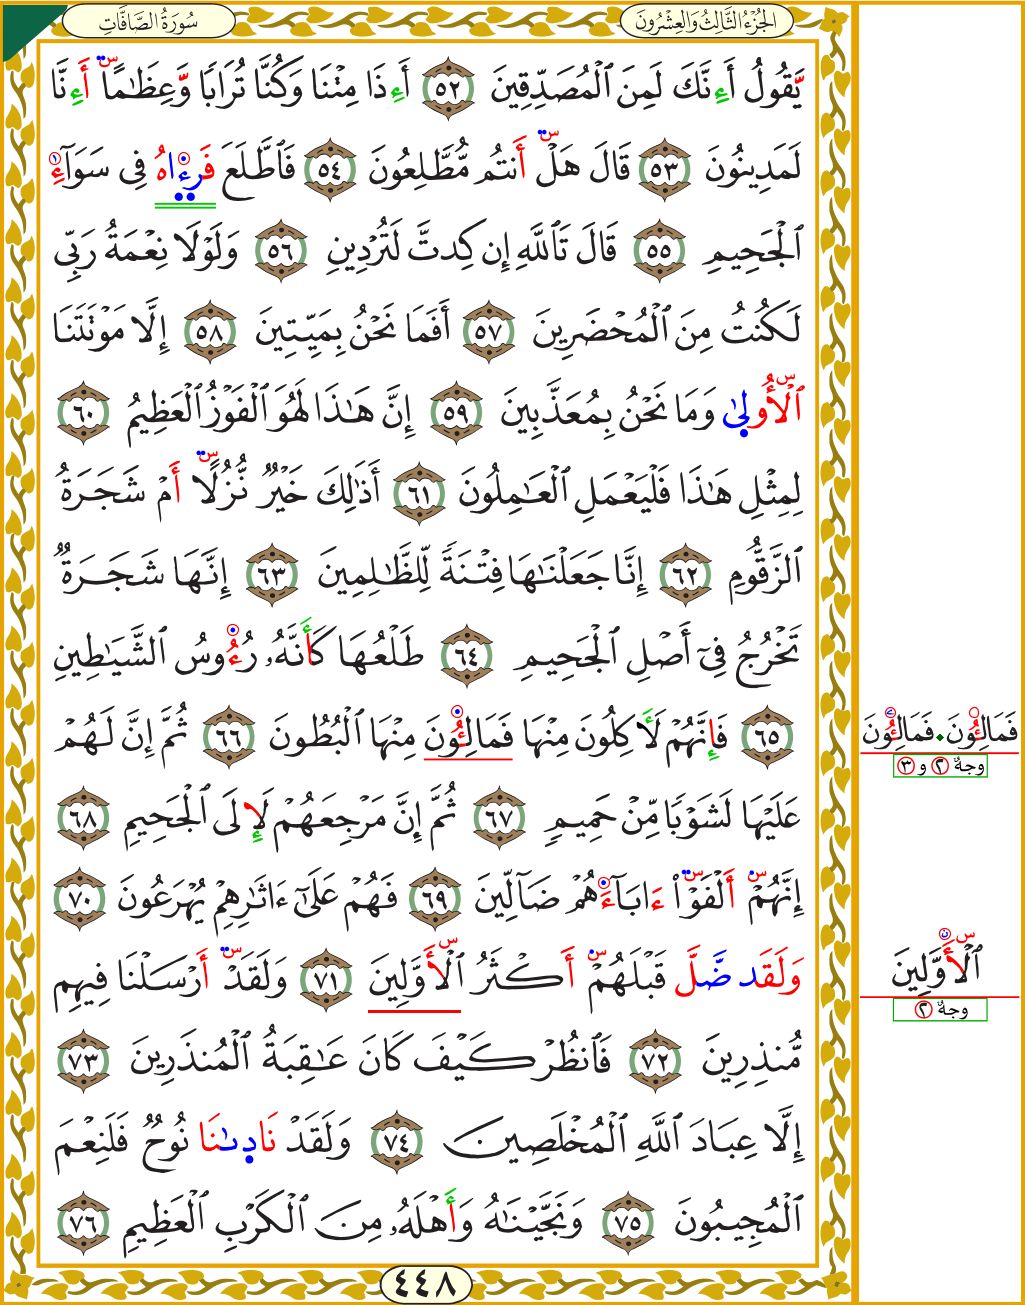 الجُزْءُ الثَّالِثُ وَالعِشْرُونَ
سُورَةُ الصَّافَّاتِ
يَّقُولُ أَءِنَّكَ لَمِنَ ٱلْمُصَدِّقِينَ ٥٢ أَءِذَا مِتْنَا وَكُنَّا تُرَابًا وَّعِظَٰمًا أَءِنَّا
لَمَدِينُونَ ٥٣ قَالَ هَلْ أَنتُم مُّطَّلِعُونَ ٥٤ فَٱطَّلَعَ فَرِءَاهُ فِى سَوَآءِ
ٱلْجَحِيمِ ٥٥ قَالَ تَٱللَّهِ إِن كِدتَّ لَتُرْدِينِ ٥٦ وَلَوْلَا نِعْمَةُ رَبِّى
لَكُنتُ مِنَ ٱلْمُحْضَرِينَ ٥٧ أَفَمَا نَحْنُ بِمَيِّتِينَ ٥٨ إِلَّا مَوْتَتَنَا
ٱلْأُولِىٰ وَمَا نَحْنُ بِمُعَذَّبِينَ ٥٩ إِنَّ هَٰذَا لَهُوَ ٱلْفَوْزُ ٱلْعَظِيمُ ٦٠
لِمِثْلِ هَٰذَا فَلْيَعْمَلِ ٱلْعَٰمِلُونَ ٦١ أَذَٰلِكَ خَيْرٌ نُّزُلًا أَمْ شَجَرَةُ
ٱلزَّقُّومِ ٦٢ إِنَّا جَعَلْنَٰهَا فِتْنَةً لِّلظَّٰلِمِينَ ٦٣ إِنَّهَا شَجَرَةٌ
تَخْرُجُ فِىٓ أَصْلِ ٱلْجَحِيمِ ٦٤ طَلْعُهَا كَأَنَّهُۥ رُءُوسُ ٱلشَّيَٰطِينِ
٦٥ فَإِنَّهُمْ لَأَكِلُونَ مِنْهَا فَمَالِـُٔونَ مِنْهَا ٱلْبُطُونَ ٦٦ ثُمَّ إِنَّ لَهُمْ
عَلَيْهَا لَشَوْبًا مِّنْ حَمِيمٍ ٦٧ ثُمَّ إِنَّ مَرْجِعَهُمْ لَإِلَى ٱلْجَحِيمِ ٦٨
إِنَّهُمْ أَلْفَوْا۟ ءَابَآءَهُمْ ضَآلِّينَ ٦٩ فَهُمْ عَلَىٰٓ ءَاثَٰرِهِمْ يُهْرَعُونَ ٧٠
وَلَقَد ضَّلَّ قَبْلَهُمْ أَكْثَرُ ٱلْأَوَّلِينَ ٧١ وَلَقَدْ أَرْسَلْنَا فِيهِم
مُّنذِرِينَ ٧٢ فَٱنظُرْ كَيْفَ كَانَ عَٰقِبَةُ ٱلْمُنذَرِينَ ٧٣
إِلَّا عِبَادَ ٱللَّهِ ٱلْمُخْلَصِينَ ٧٤ وَلَقَدْ نَادِىٰنَا نُوحٌ فَلَنِعْمَ
ٱلْمُجِيبُونَ ٧٥ وَنَجَّيْنَٰهُ وَأَهْلَهُۥ مِنَ ٱلْكَرْبِ ٱلْعَظِيمِ ٧٦
٤٤٨
فَمَالِـُٔونَ • فَمَالِـُٔونَ
وجهٌ ٢ و ٣
ٱلْأَوَّلِينَ
وجهٌ ٢